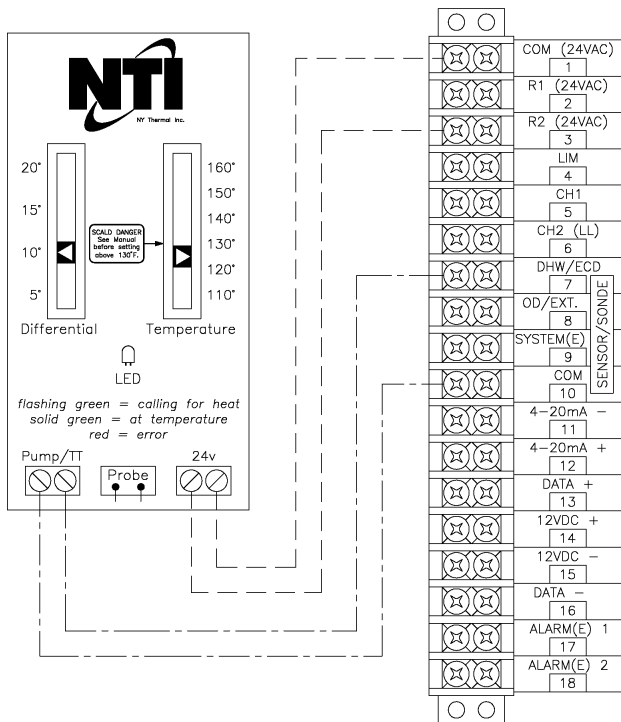 NTI
NY Thermal Inc.
20°
15°
10°
5°
SCALD DANGER
See Manual
before setting
above 130°F.
160°
150°
140°
130°
120°
110°
Differential
Temperature
LED
flashing green = calling for heat
solid green = at temperature
red = error
Pump/TT
Probe
24v
COM (24VAC)
1
R1 (24VAC)
2
R2 (24VAC)
3
LIM
4
CH1
5
CH2 (LL)
6
DHW/ECD
7
OD/EXT.
8
SYSTEM(E)
9
COM
10
SENSOR/SONDE
4-20mA -
11
4-20mA +
12
DATA +
13
12VDC +
14
12VDC -
15
DATA -
16
ALARM(E) 1
17
ALARM(E) 2
18